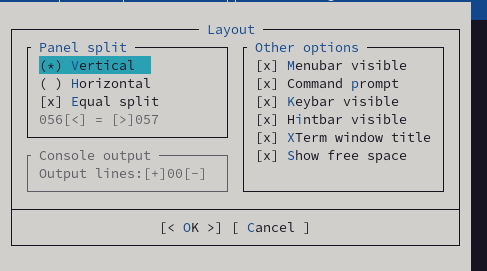 Layout
Panel split
(*) Vertical
( ) Horizontal
[x] Equal split
056[<] = [>]057
Console output
Output lines:[+]00[-]
Other options
[x] Menubar visible
[x] Command prompt
[x] Keybar visible
[x] Hintbar visible
[x] XTerm window title
[x] Show free space
[< OK >] [ Cancel ]